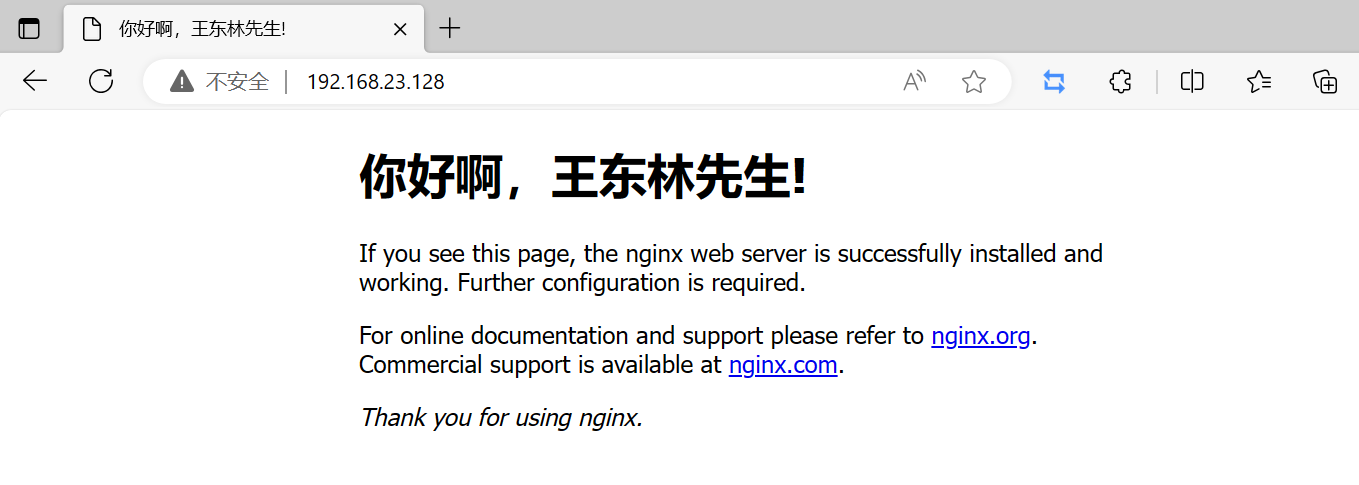 你好啊，王东林先生!
不安全
192.168.23.128
你好啊，王东林先生!
If you see this page, the nginx web server is successfully installed and
working. Further configuration is required.
For online documentation and support please refer to nginx.org.
Commercial support is available at nginx.com.
Thank you for using nginx.